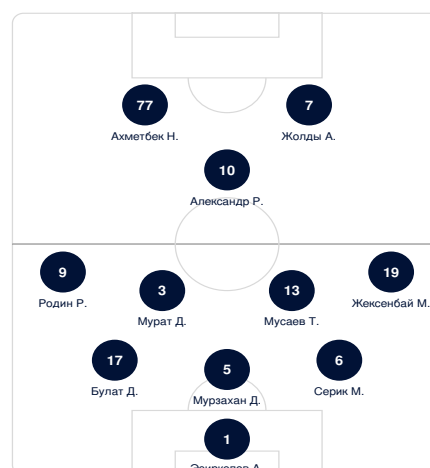 77
7
Ахметбек Н.
Жолды А.
10
Александр Р.
9
19
3
13
Родин Р.
Жексенбай М.
Мурат Д.
Мусаев Т.
17
5
6
Булат Д.
Серик М.
Мурзахан Д.
1